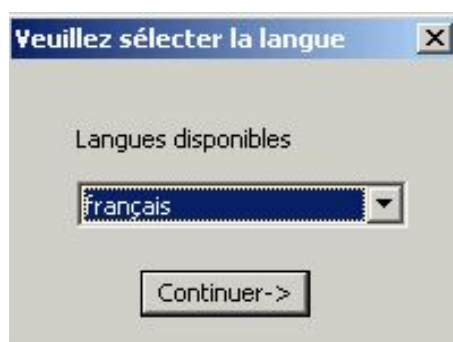 Veuillez sélecter la langue
Langues disponibles
français
Continuer->